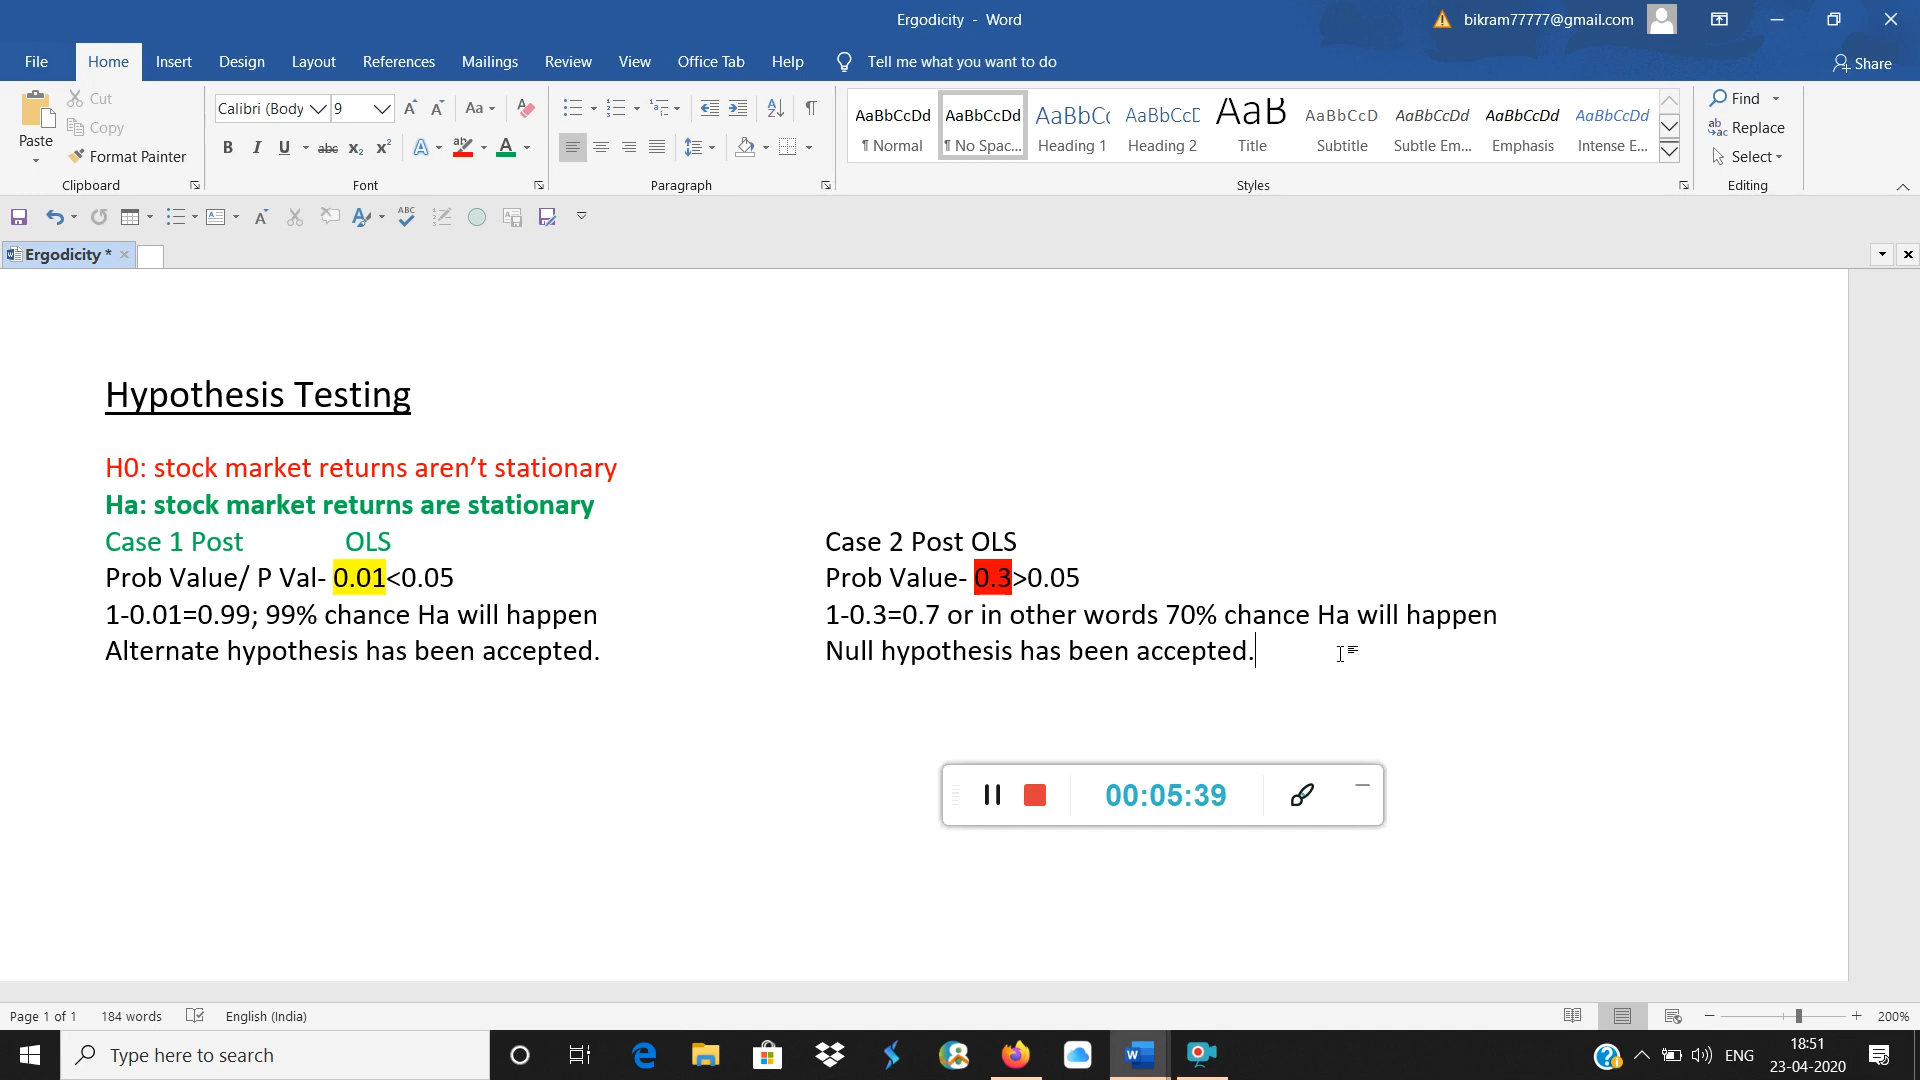 Ergodicity - Word
bikram77777@gmail.com
File Home Insert Design Layout References Mailings Review View Office Tab Help Tell me what you want to do Share
Paste
Cut
Copy
Format Painter
Clipboard
Calibri (Body 9
Font
Paragraph
AaBbCcDd AaBbCcDd AaBbCc AaBbCcD AaB AaBbCcD AaBbCcDd AaBbCcDd AaBbCcDd
¶ Normal ¶ No Spac... Heading 1 Heading 2 Title Subtitle Subtle Em... Emphasis Intense E...
Styles
Find
Replace
Select
Editing
Ergodicity *
Hypothesis Testing
H0: stock market returns aren’t stationary
Ha: stock market returns are stationary
Case 1 Post OLS
Prob Value/ P Val- 0.01<0.05
1-0.01=0.99; 99% chance Ha will happen
Alternate hypothesis has been accepted.
Case 2 Post OLS
Prob Value- 0.3>0.05
1-0.3=0.7 or in other words 70% chance Ha will happen
Null hypothesis has been accepted.
00:05:39
Page 1 of 1 184 words English (India) 200%
Type here to search
ENG
18:51
23-04-2020